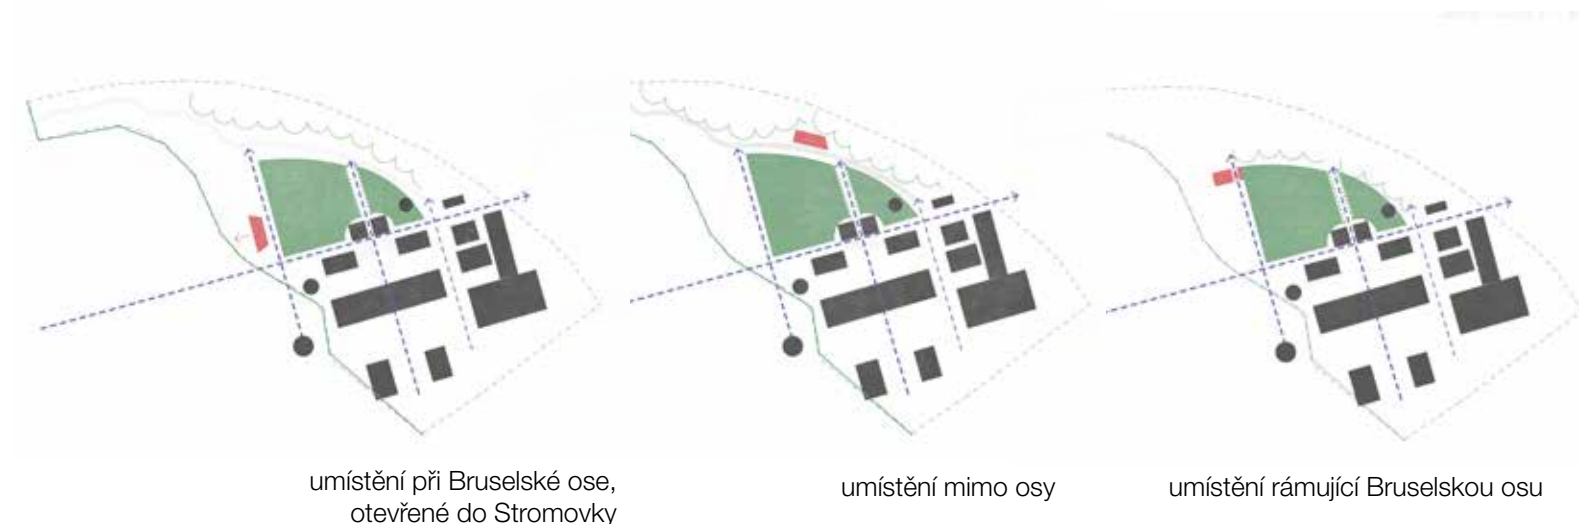 umístění při Bruselské ose,
otevřené do Stromovky
umístění mimo osy
umístění rámující Bruselskou osu